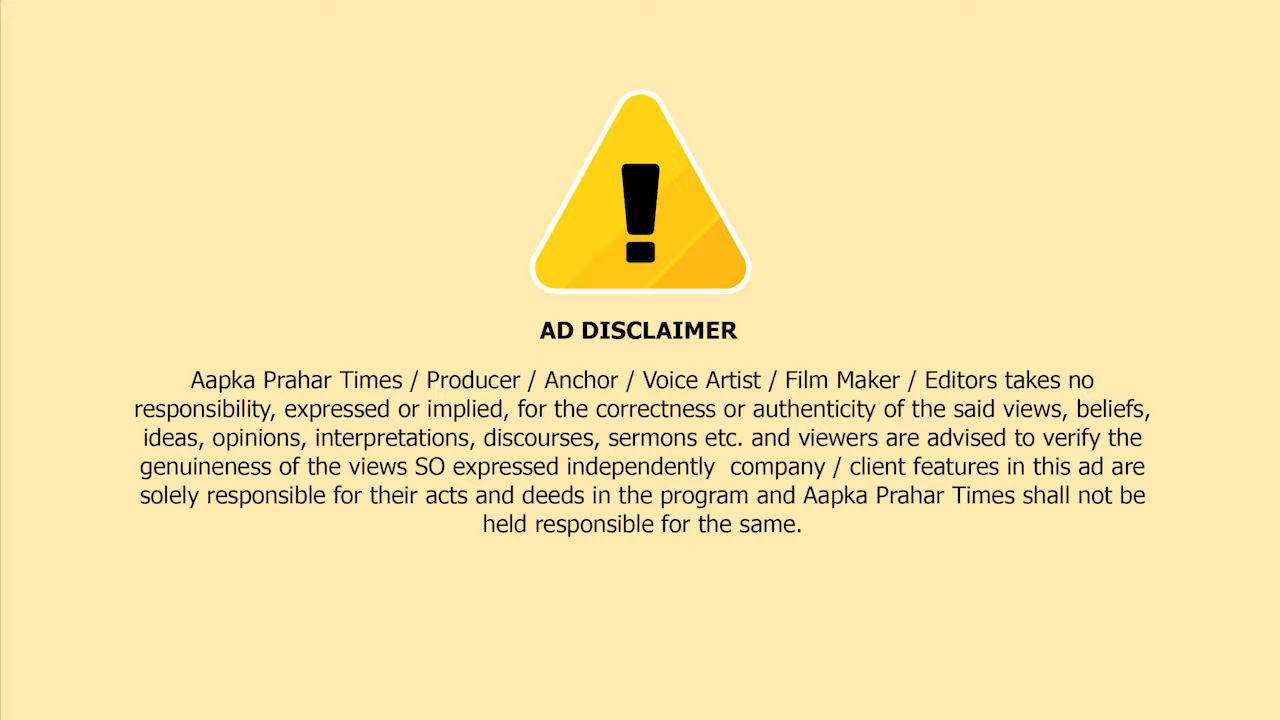 AD DISCLAIMER
Aapka Prahar Times / Producer / Anchor / Voice Artist / Film Maker / Editors takes no
responsibility, expressed or implied, for the correctness or authenticity of the said views, beliefs,
ideas, opinions, interpretations, discourses, sermons etc. and viewers are advised to verify the
genuineness of the views SO expressed independently  company / client features in this ad are
solely responsible for their acts and deeds in the program and Aapka Prahar Times shall not be
held responsible for the same.